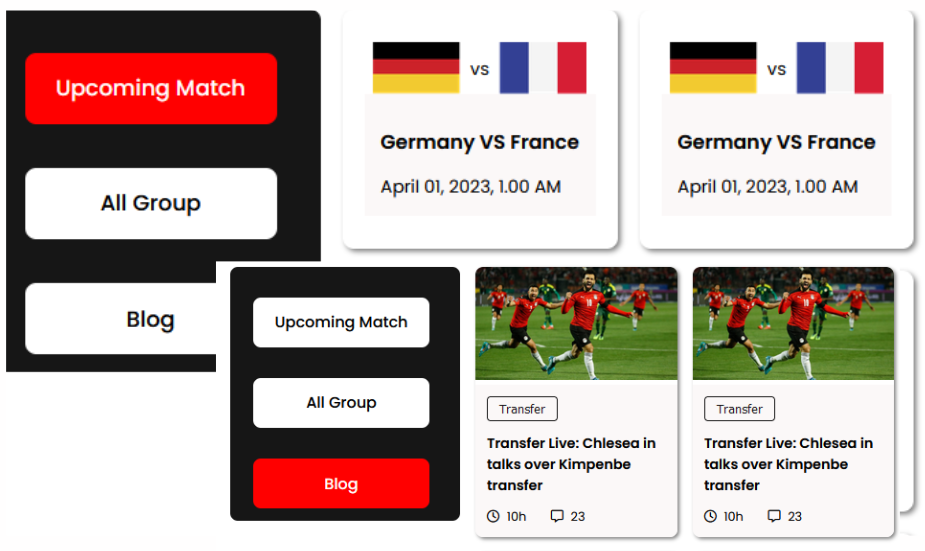 Upcoming Match
All Group
Blog
VS
Germany VS France
April 01, 2023, 1.00 AM
VS
Germany VS France
April 01, 2023, 1.00 AM
Upcoming Match
All Group
Blog
Transfer
Transfer Live: Chlesea in
talks over Kimpenbe
transfer
10h 23
Transfer
Transfer Live: Chlesea in
talks over Kimpenbe
transfer
10h 23